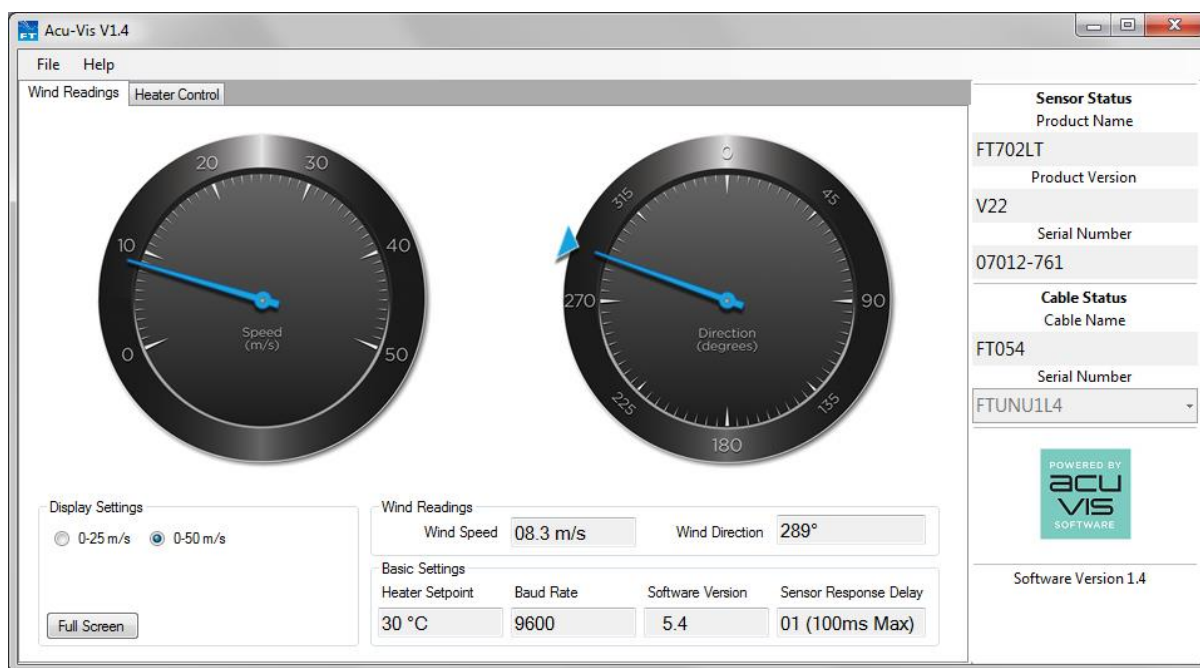 FT
Acu-Vis V1.4
File Help
Wind Readings Heater Control
0
10
20
30
40
50
Speed
(m/s)
0
45
90
135
180
225
270
315
Direction
(degrees)
Display Settings
0-25 m/s 0-50 m/s
Full Screen
Wind Readings
Wind Speed 08.3 m/s Wind Direction 289°
Basic Settings
Heater Setpoint Baud Rate Software Version Sensor Response Delay
30 °C 9600 5.4 01 (100ms Max)
Sensor Status
Product Name
FT702LT
Product Version
V22
Serial Number
07012-761
Cable Status
Cable Name
FT054
Serial Number
FTUNU1L4
POWERED BY
acu
VIS
SOFTWARE
Software Version 1.4